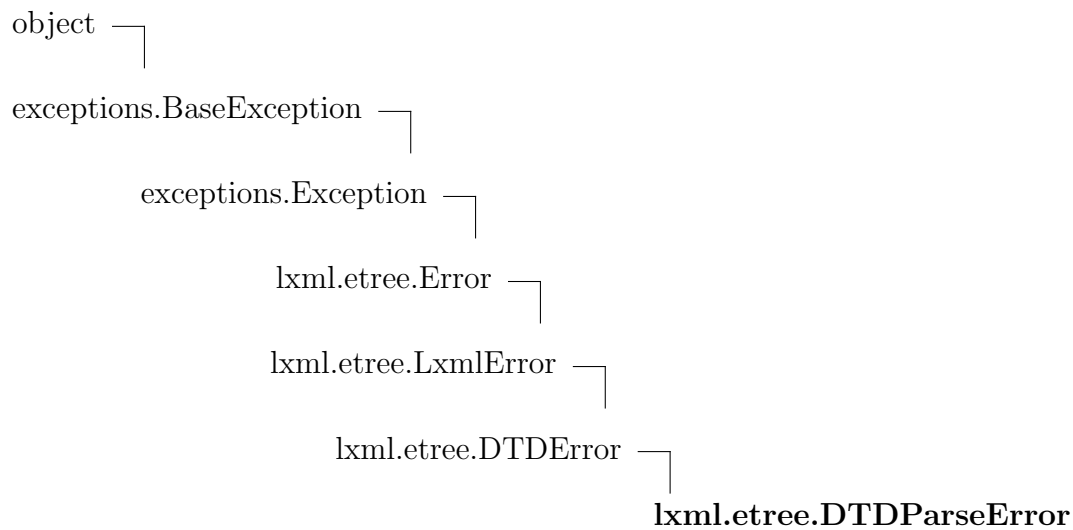 object
exceptions.BaseException
exceptions.Exception
lxml.etree.Error
lxml.etree.LxmlError
lxml.etree.DTDError
lxml.etree.DTDParseError